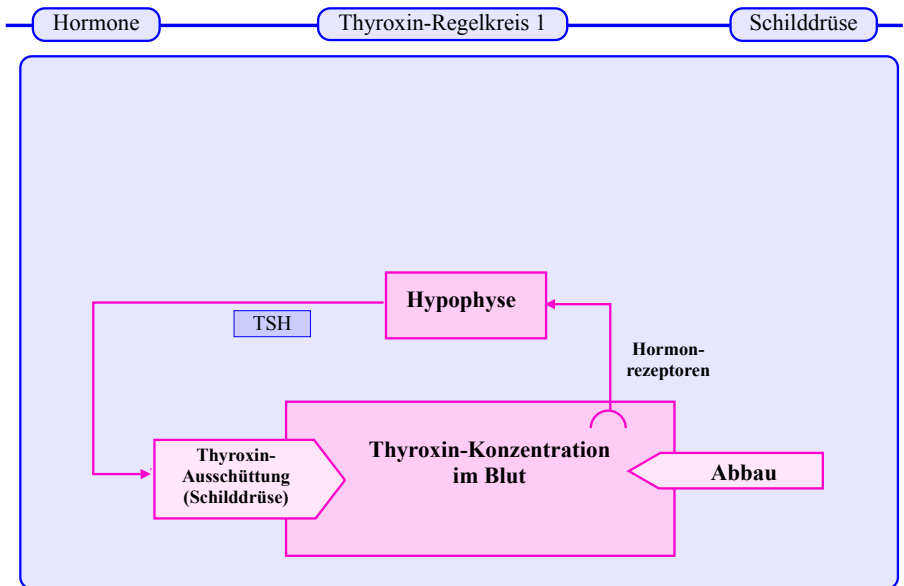 Hormone
Thyroxin-Regelkreis 1
Schilddrüse
Hypophyse
TSH
Hormon-
rezeptoren
Thyroxin-
Ausschüttung
(Schilddrüse)
Thyroxin-Konzentration
im Blut
Abbau